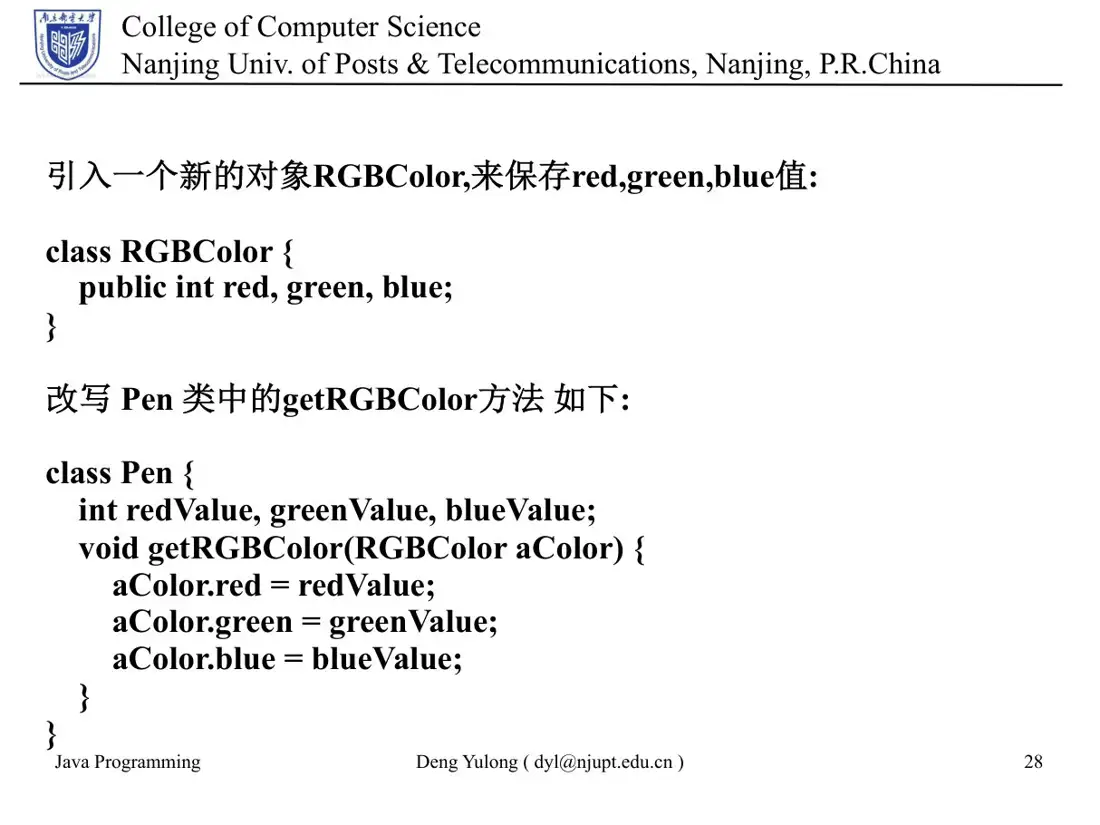 College of Computer Science
Nanjing Univ. of Posts & Telecommunications, Nanjing, P.R.China
引入一个新的对象RGBColor,来保存red,green,blue值:
class RGBColor {
public int red, green, blue;
}
改写 Pen 类中的getRGBColor方法 如下:
class Pen {
int redValue, greenValue, blueValue;
void getRGBColor(RGBColor aColor) {
aColor.red = redValue;
aColor.green = greenValue;
aColor.blue = blueValue;
}
}
Java Programming
Deng Yulong ( dyl@njupt.edu.cn )
28